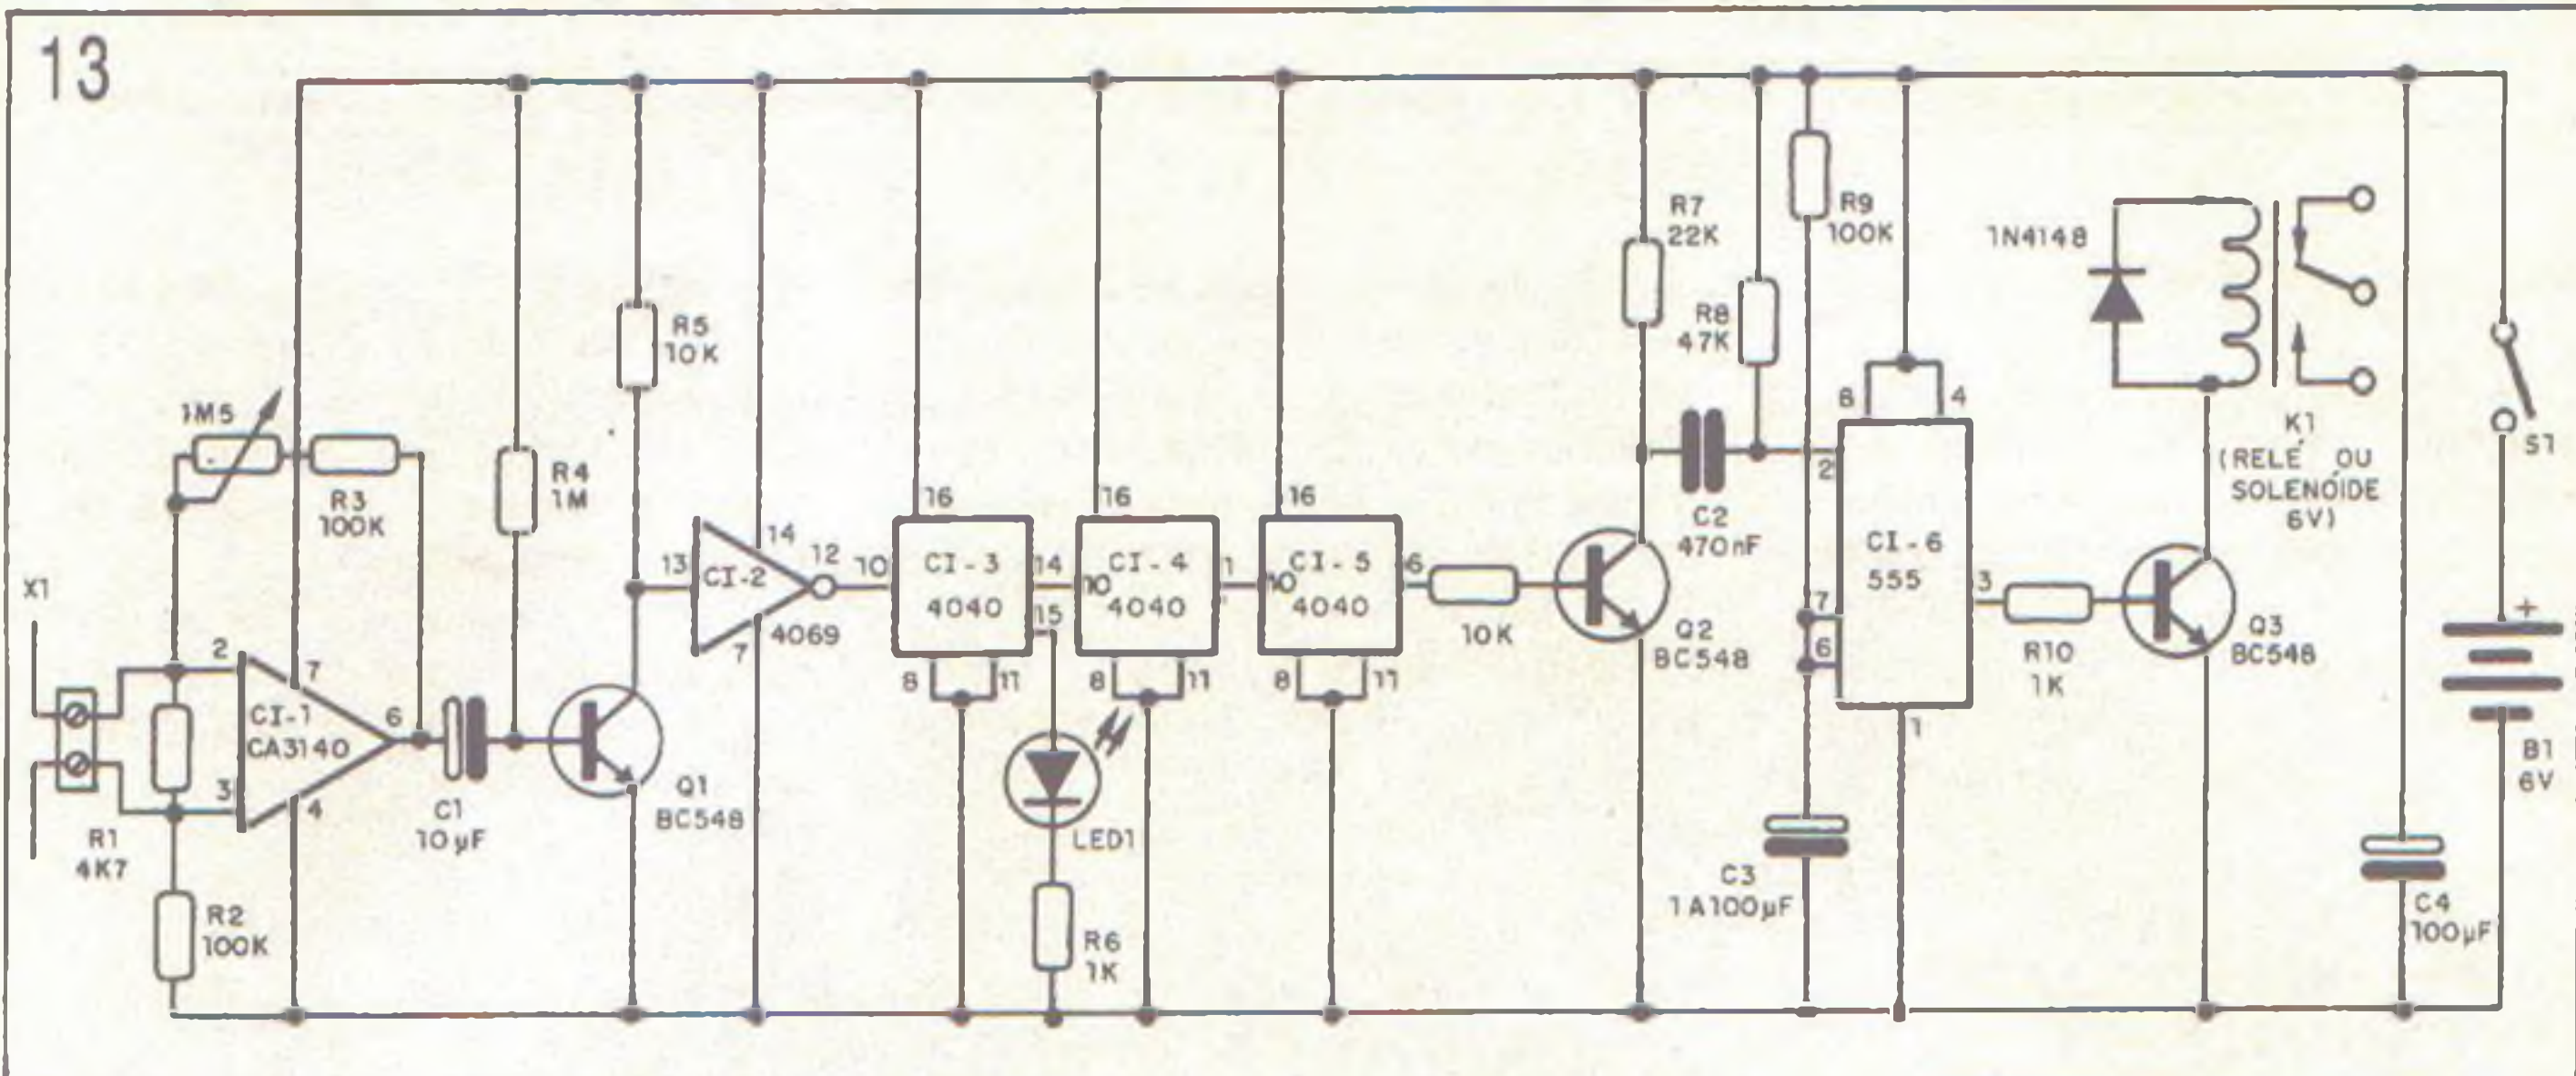 13
1M5
R3
100K
X1
2
7
CI-1
CA3140
6
3
4
R1
4K7
R2
100K
C1
10µF
R4
1M
R5
10K
Q1
BC548
13
14
12
CI-2
4069
7
16
10
CI-3
4040
14
15
8
11
LED1
R6
1K
16
10
CI-4
4040
1
8
11
16
10
CI-5
4040
6
8
11
10K
Q2
BC548
R7
22K
R8
47K
C2
470nF
R9
100K
8
4
2
CI-6
555
7
6
3
1
C3
1A100µF
R10
1K
Q3
BC548
1N4148
K1
(RELÉ OU
SOLENÓIDE
6V)
S1
+
B1
6V
C4
100µF